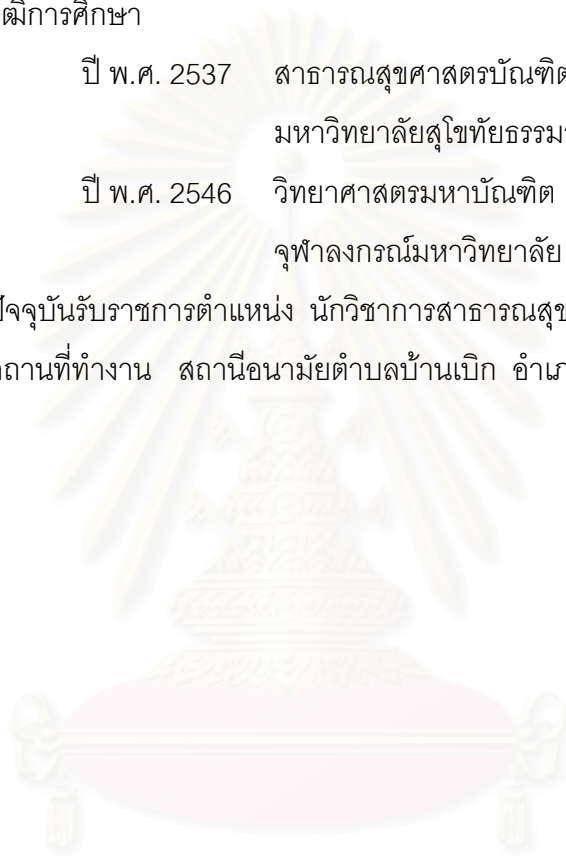 ฒิการศึกษา
ปี พ.ศ. 2537 สาธารณสุขศาสตรบัณฑิต
มหาวิทยาลัยสุโขทัยธรรม
ปี พ.ศ. 2546 วิทยาศาสตรมหาบัณฑิต
จุฬาลงกรณ์มหาวิทยาลัย
ปัจจุบันรับราชการตำแหน่ง นักวิชาการสาธารณสุข
ถานที่ทำงาน สถานีอนามัยตำบลบ้านเบิก อำเภ